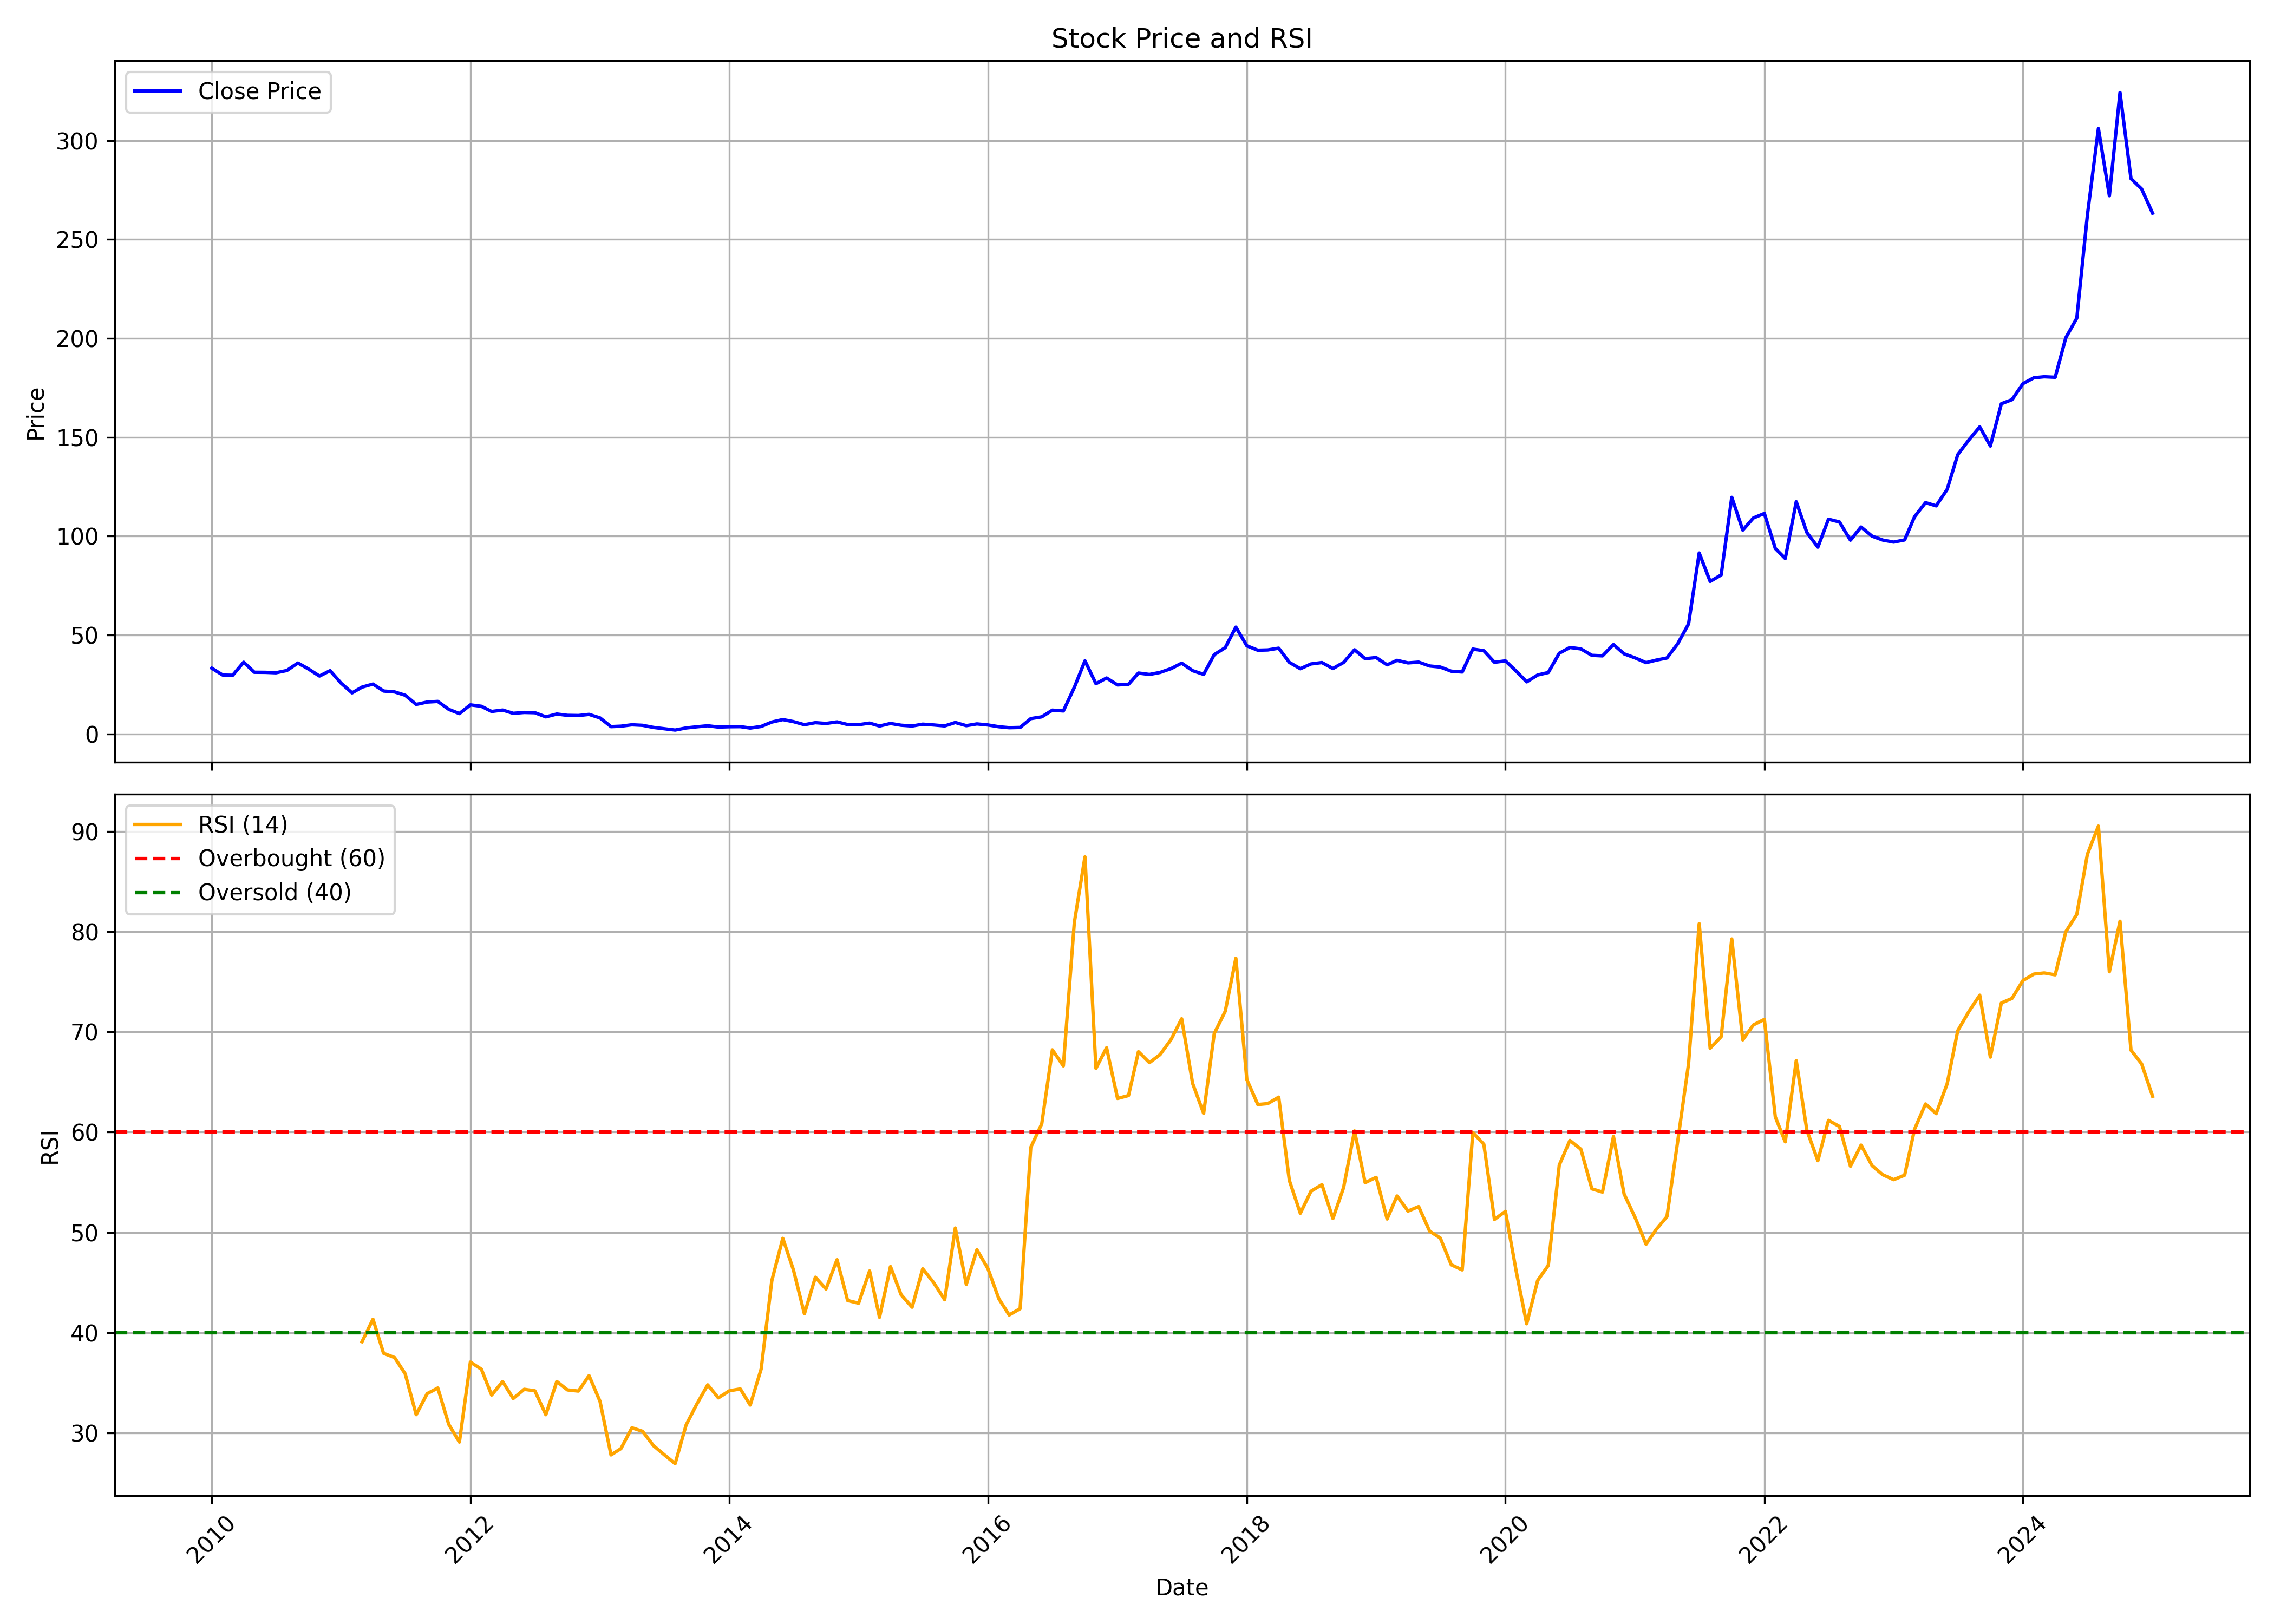 Stock Price and RSI
Close Price
300
250
200
150
100
50
0
Price
RSI (14)
Overbought (60)
Oversold (40)
90
80
70
60
50
40
30
RSI
2010 2012 2014 2016 2018 2020 2022 2024
Date